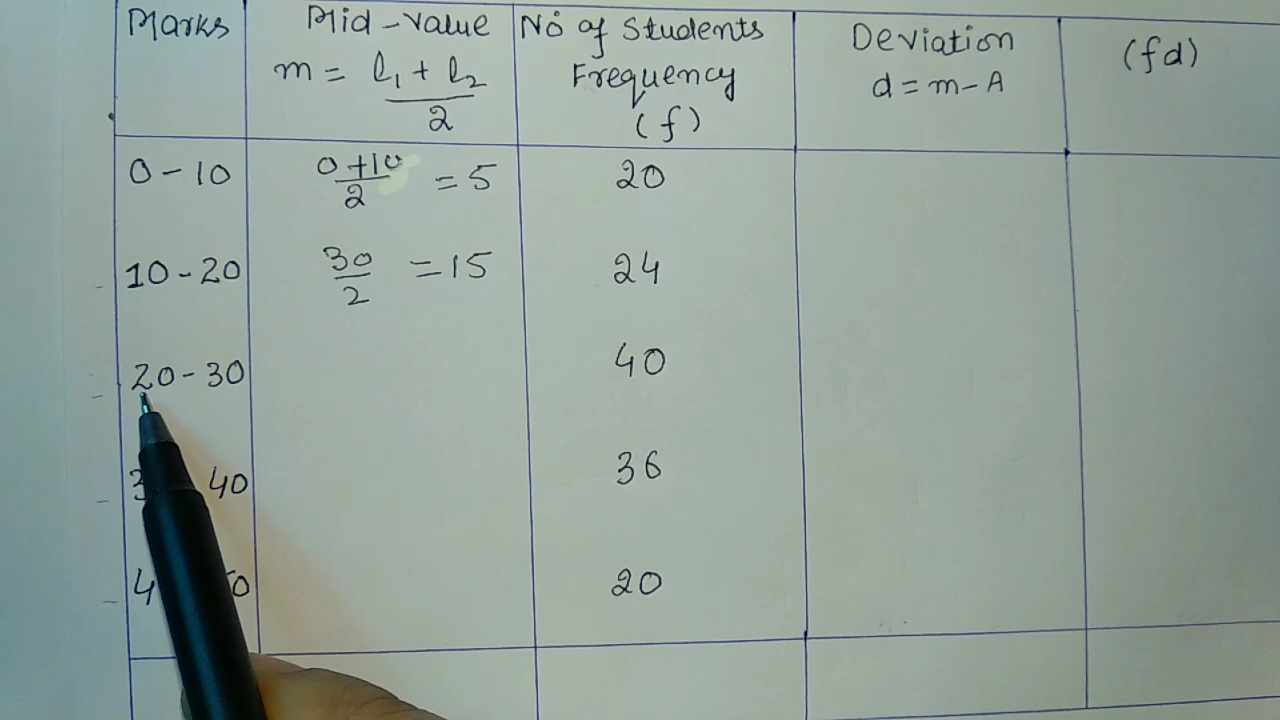 Marks Mid-value No of Students Deviation (fd)
m = l₁ + l₂ / 2 Frequency d = m - A
(f)
0 - 10 0+10/2 = 5 20
10 - 20 30/2 = 15 24
20 - 30 40
40 36
4 20